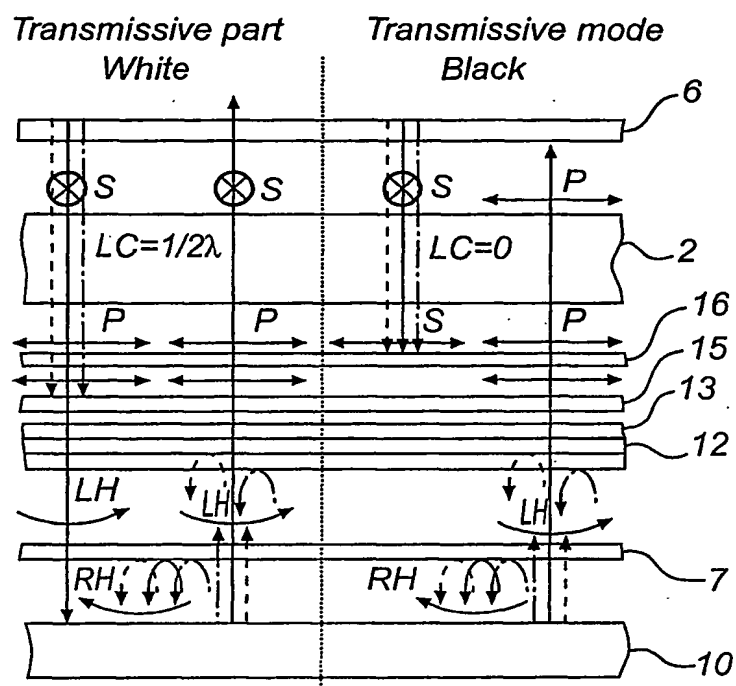 Transmissive part Transmissive mode
White Black
6
S S S P
LC=1/2λ LC=0
2
P P S P
16
15
13
12
LH LH LH
RH RH
7
10